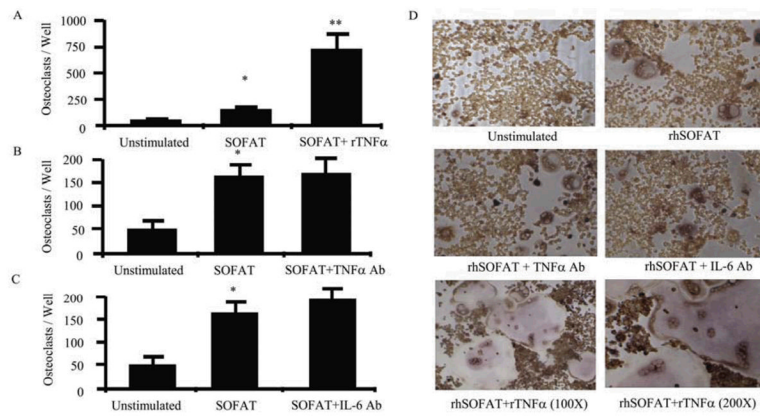 A
Osteoclasts / Well
1000
750
500
250
0
*
**
Unstimulated SOFAT SOFAT+ rTNFα
B
Osteoclasts / Well
200
150
100
50
0
*
Unstimulated SOFAT SOFAT+TNFα Ab
C
Osteoclasts / Well
200
150
100
50
0
*
Unstimulated SOFAT SOFAT+IL-6 Ab
D
Unstimulated rhSOFAT
rhSOFAT + TNFα Ab rhSOFAT + IL-6 Ab
rhSOFAT+rTNFα (100X) rhSOFAT+rTNFα (200X)